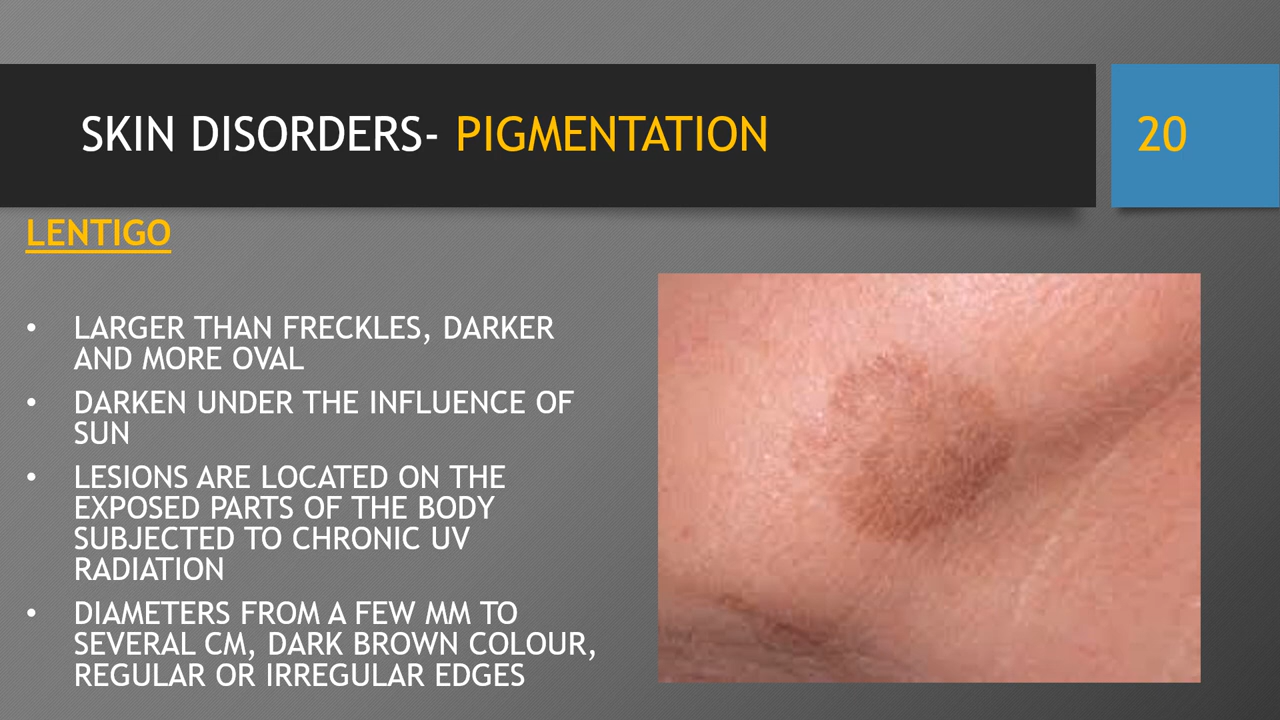 SKIN DISORDERS- PIGMENTATION
20
LENTIGO
• LARGER THAN FRECKLES, DARKER
AND MORE OVAL
• DARKEN UNDER THE INFLUENCE OF
SUN
• LESIONS ARE LOCATED ON THE
EXPOSED PARTS OF THE BODY
SUBJECTED TO CHRONIC UV
RADIATION
• DIAMETERS FROM A FEW MM TO
SEVERAL CM, DARK BROWN COLOUR,
REGULAR OR IRREGULAR EDGES